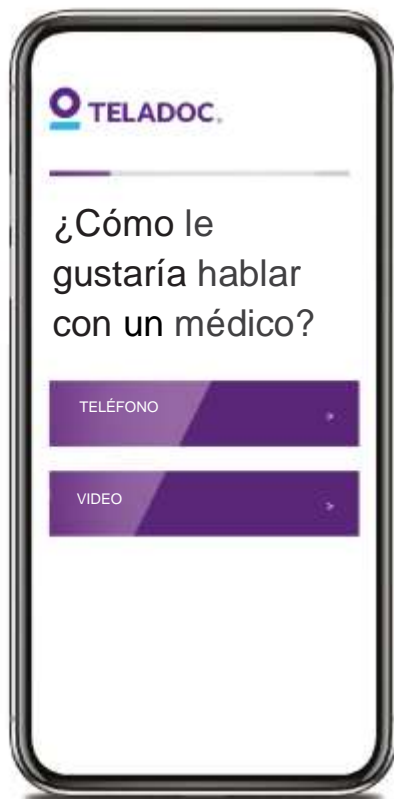 TELADOC.
¿Cómo le
gustaría hablar
con un médico?
TELÉFONO >
VIDEO >